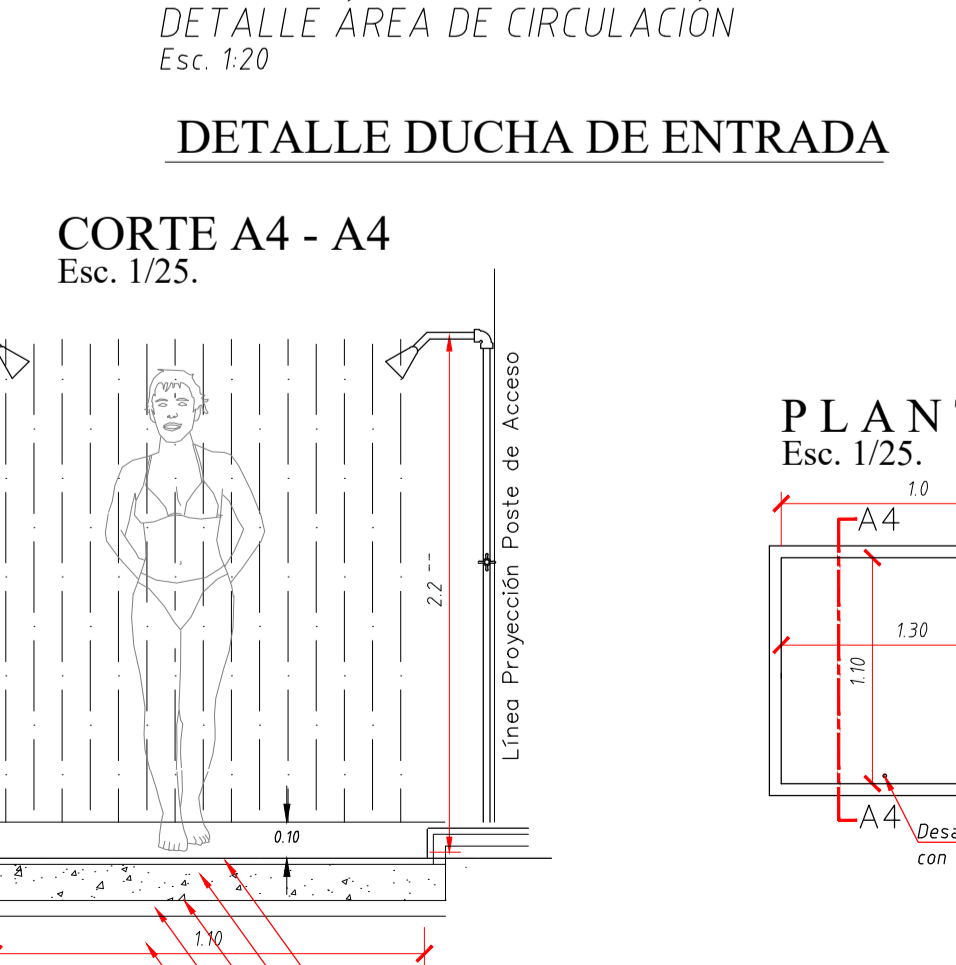 DETALLE ÁREA DE CIRCULACIÓN
Esc. 1:20
DETALLE DUCHA DE ENTRADA
CORTE A4 - A4
Esc. 1/25.
Línea Proyección Poste de Acceso
2.2 --
0.10
1.10
P L A N
Esc. 1/25.
1.0
A4
1.30
1.10
A4
con